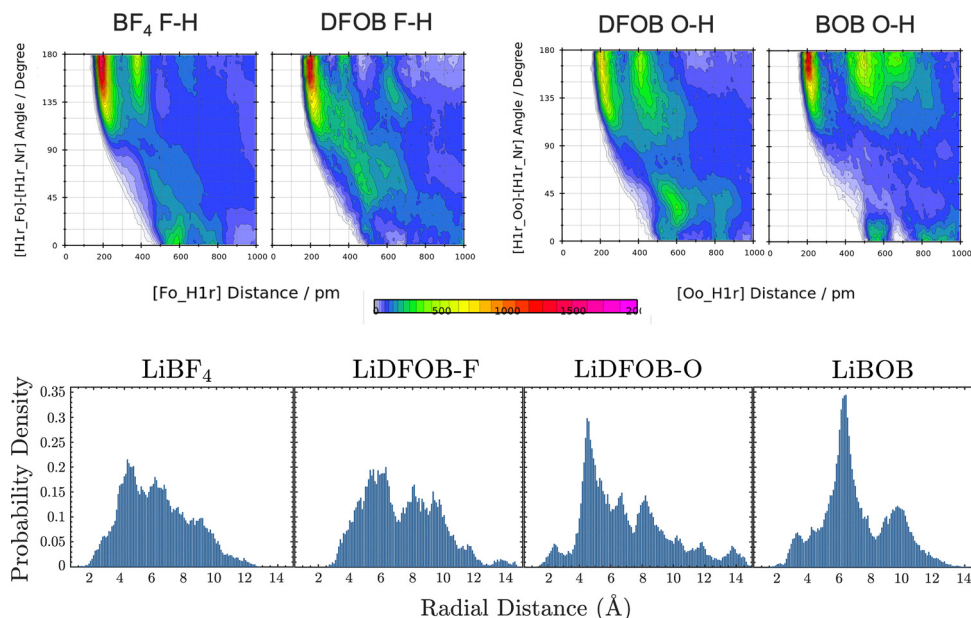 BF4 F-H
DFOB F-H
DFOB O-H
BOB O-H
[H1r_Fo]-[H1r_Nr] Angle / Degree
180
135
90
45
0
0 200 400 600 800 1000
0 200 400 600 800 1000
[H1r_Oo]-[H1r_Nr] Angle / Degree
180
135
90
45
0
0 200 400 600 800 1000
0 200 400 600 800 1000
[Fo_H1r] Distance / pm
0 500 1000 1500 200
[Oo_H1r] Distance / pm
LiBF4
LiDFOB-F
LiDFOB-O
LiBOB
Probability Density
0.35
0.3
0.25
0.2
0.15
0.1
0.05
0
2 4 6 8 10 12 14
2 4 6 8 10 12 14
2 4 6 8 10 12 14
2 4 6 8 10 12 14
Radial Distance (Å)